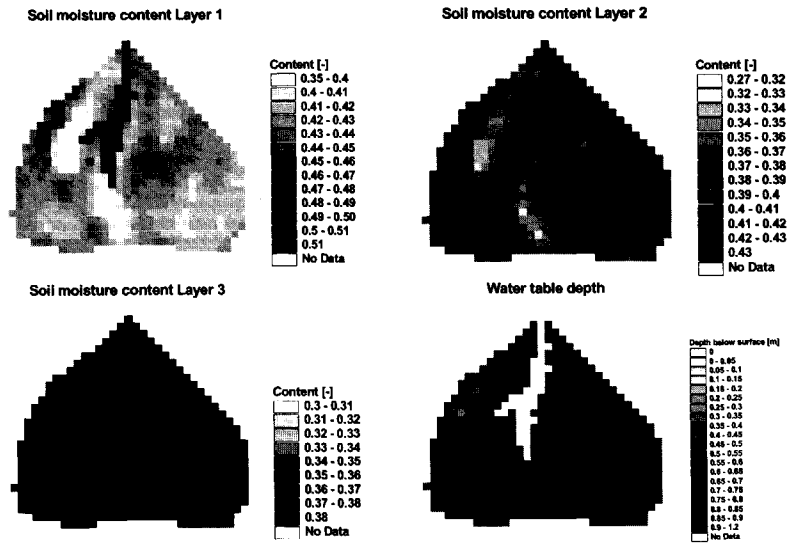 Soil moisture content Layer 1
Content [-]
0.35 - 0.4
0.4 - 0.41
0.41 - 0.42
0.42 - 0.43
0.43 - 0.44
0.44 - 0.45
0.45 - 0.46
0.46 - 0.47
0.47 - 0.48
0.48 - 0.49
0.49 - 0.50
0.5 - 0.51
0.51
No Data
Soil moisture content Layer 2
Content [-]
0.27 - 0.32
0.32 - 0.33
0.33 - 0.34
0.34 - 0.35
0.35 - 0.36
0.36 - 0.37
0.37 - 0.38
0.38 - 0.39
0.39 - 0.4
0.4 - 0.41
0.41 - 0.42
0.42 - 0.43
0.43
No Data
Soil moisture content Layer 3
Content [-]
0.3 - 0.31
0.31 - 0.32
0.32 - 0.33
0.33 - 0.34
0.34 - 0.35
0.35 - 0.36
0.36 - 0.37
0.37 - 0.38
0.38
No Data
Water table depth
Depth below surface [m]
0
0 - 0.05
0.05 - 0.1
0.1 - 0.15
0.15 - 0.2
0.2 - 0.25
0.25 - 0.3
0.3 - 0.35
0.35 - 0.4
0.4 - 0.45
0.45 - 0.5
0.5 - 0.55
0.55 - 0.6
0.6 - 0.65
0.65 - 0.7
0.7 - 0.75
0.75 - 0.8
0.8 - 0.85
0.85 - 0.9
0.9 - 1.2
No Data